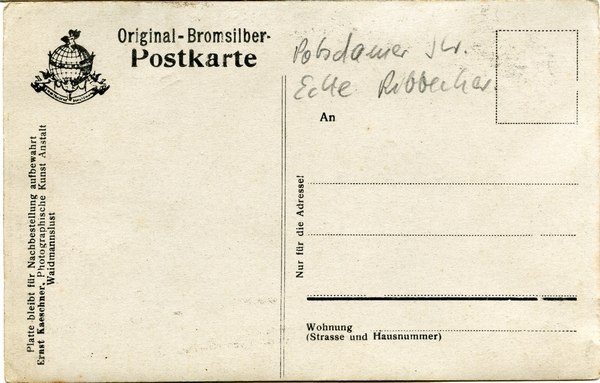 Original-Bromsilber-
Postkarte
Potsdamer Str.
Ecke Ribbecker
An
Nur für die Adresse!
Wohnung
(Strasse und Hausnummer)
Platte bleibt für Nachbestellung aufbewahrt
Ernst Kaeschner, Photographische Kunst Anstalt
Waidmannslust